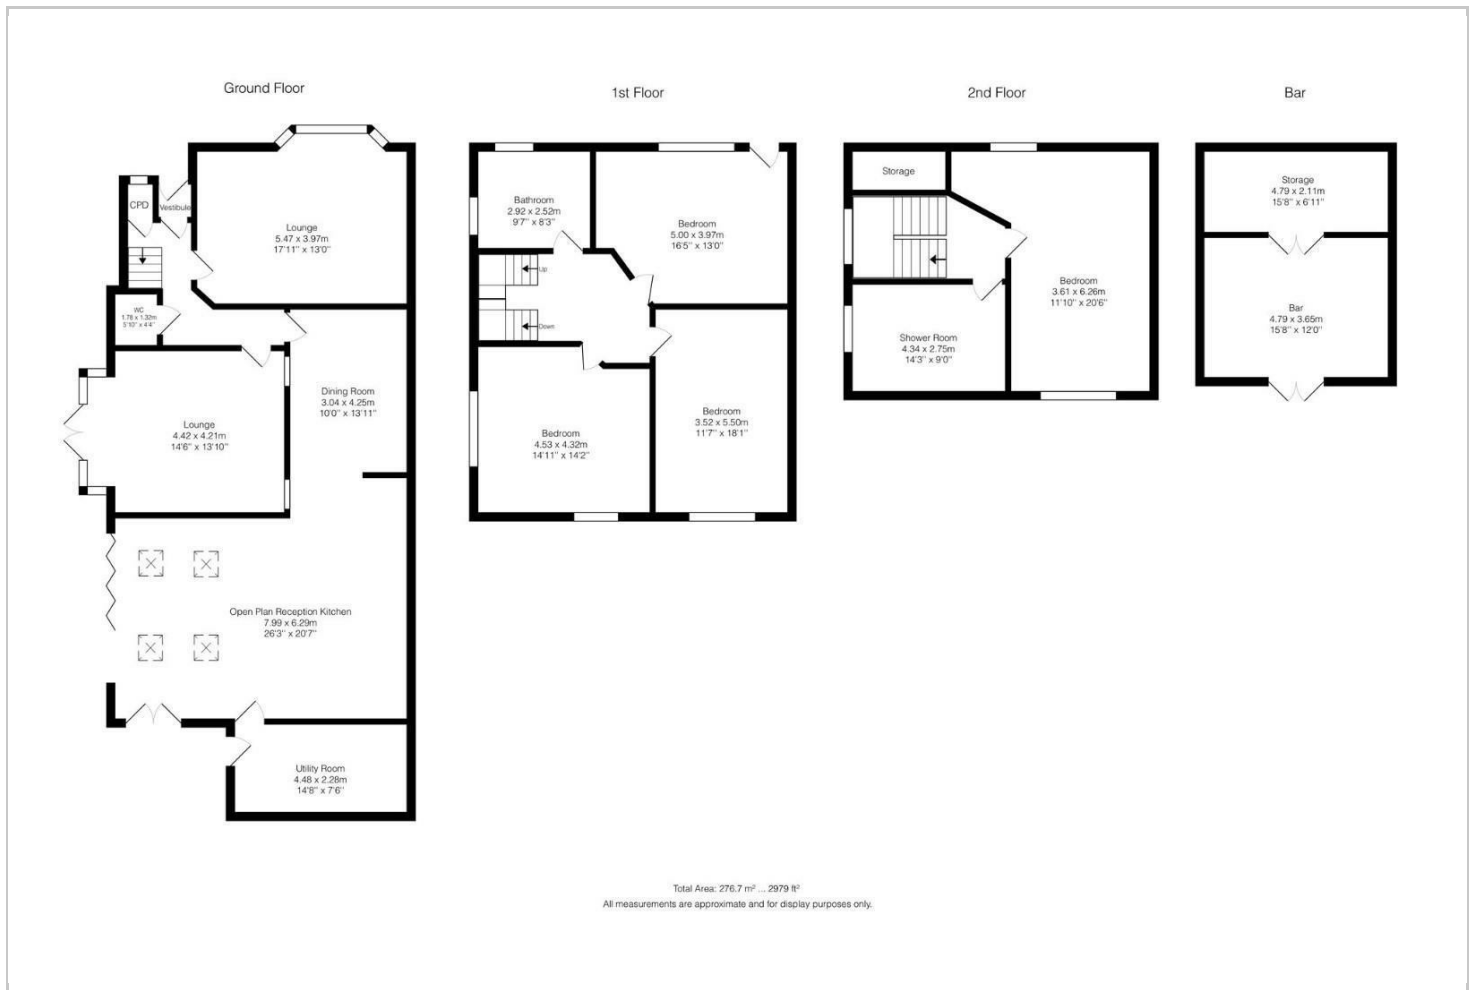 Ground Floor
CPD
Vestibule
Lounge
5.47 x 3.97m
17'11" x 13'0"
WC
1.78 x 1.32m
5'10" x 4'4"
Dining Room
3.04 x 4.25m
10'0" x 13'11"
Lounge
4.42 x 4.21m
14'6" x 13'10"
Open Plan Reception Kitchen
7.99 x 6.29m
26'3" x 20'7"
Utility Room
4.48 x 2.28m
14'8" x 7'6"
1st Floor
Bathroom
2.92 x 2.52m
9'7" x 8'3"
Bedroom
5.00 x 3.97m
16'5" x 13'0"
Up
Down
Bedroom
4.53 x 4.32m
14'11" x 14'2"
Bedroom
3.52 x 5.50m
11'7" x 18'1"
2nd Floor
Storage
Bedroom
3.61 x 6.26m
11'10" x 20'6"
Shower Room
4.34 x 2.75m
14'3" x 9'0"
Bar
Storage
4.79 x 2.11m
15'8" x 6'11"
Bar
4.79 x 3.65m
15'8" x 12'0"
Total Area: 276.7 m² ... 2979 ft²
All measurements are approximate and for display purposes only.